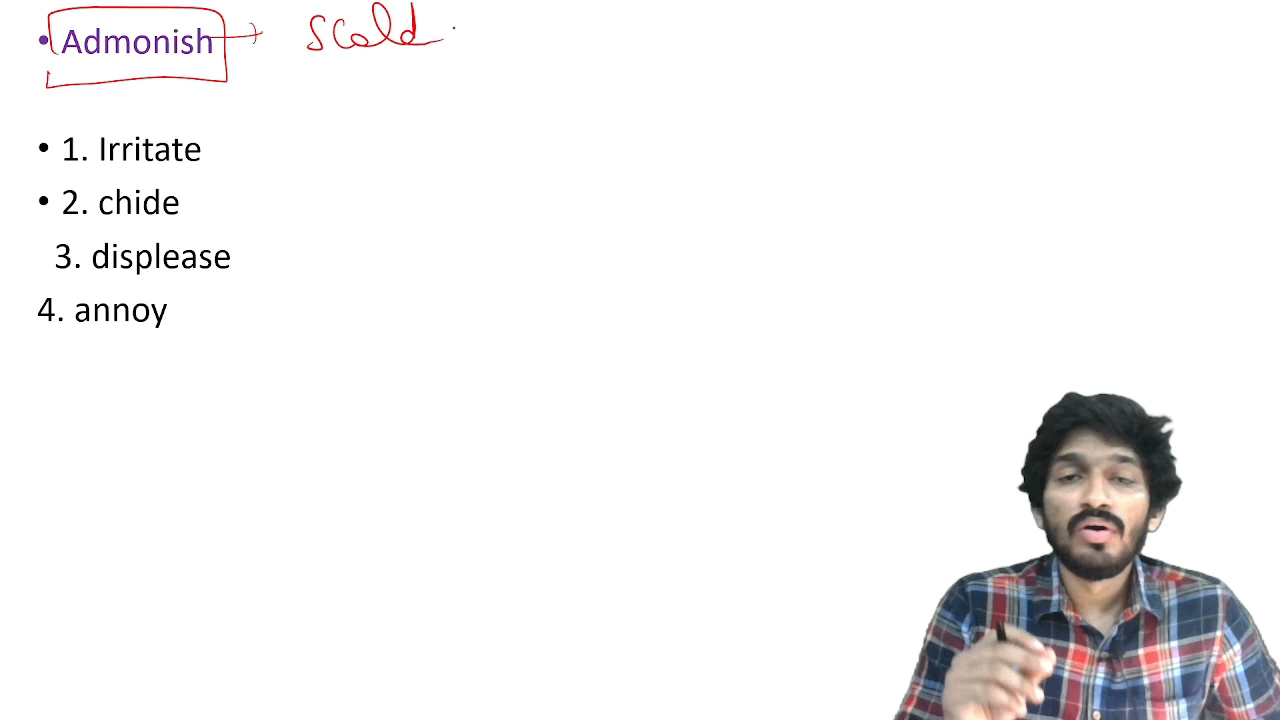 • Admonish → scold.
• 1. Irritate
• 2. chide
3. displease
4. annoy